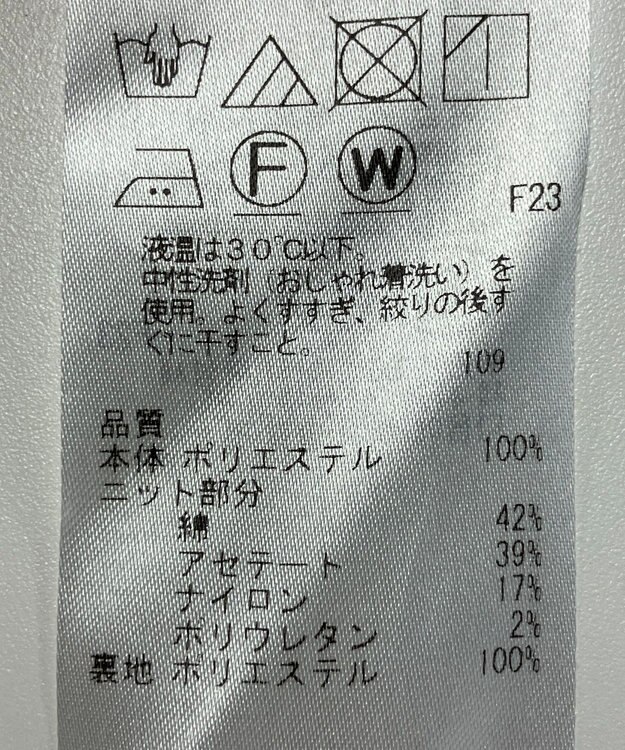 F W
F23
液温は30℃以下。
中性洗剤（おしゃれ着洗い）を
使用。よくすすぎ、絞りの後す
ぐに干すこと。
109
品質
本体 ポリエステル 100%
ニット部分
綿 42%
アセテート 39%
ナイロン 17%
ポリウレタン 2%
裏地 ポリエステル 100%